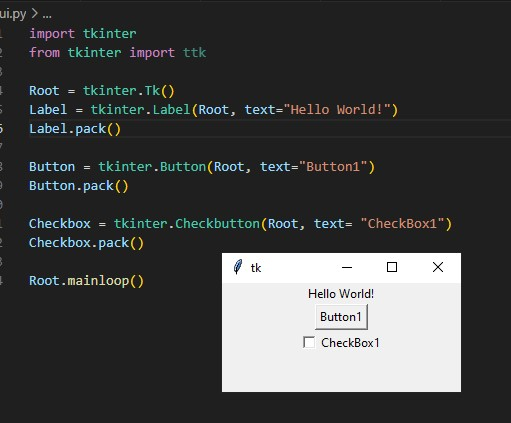 ui.py > ...
import tkinter
from tkinter import ttk
Root = tkinter.Tk()
Label = tkinter.Label(Root, text="Hello World!")
Label.pack()
Button = tkinter.Button(Root, text="Button1")
Button.pack()
Checkbox = tkinter.Checkbutton(Root, text= "CheckBox1")
Checkbox.pack()
Root.mainloop()
tk
Hello World!
Button1
CheckBox1